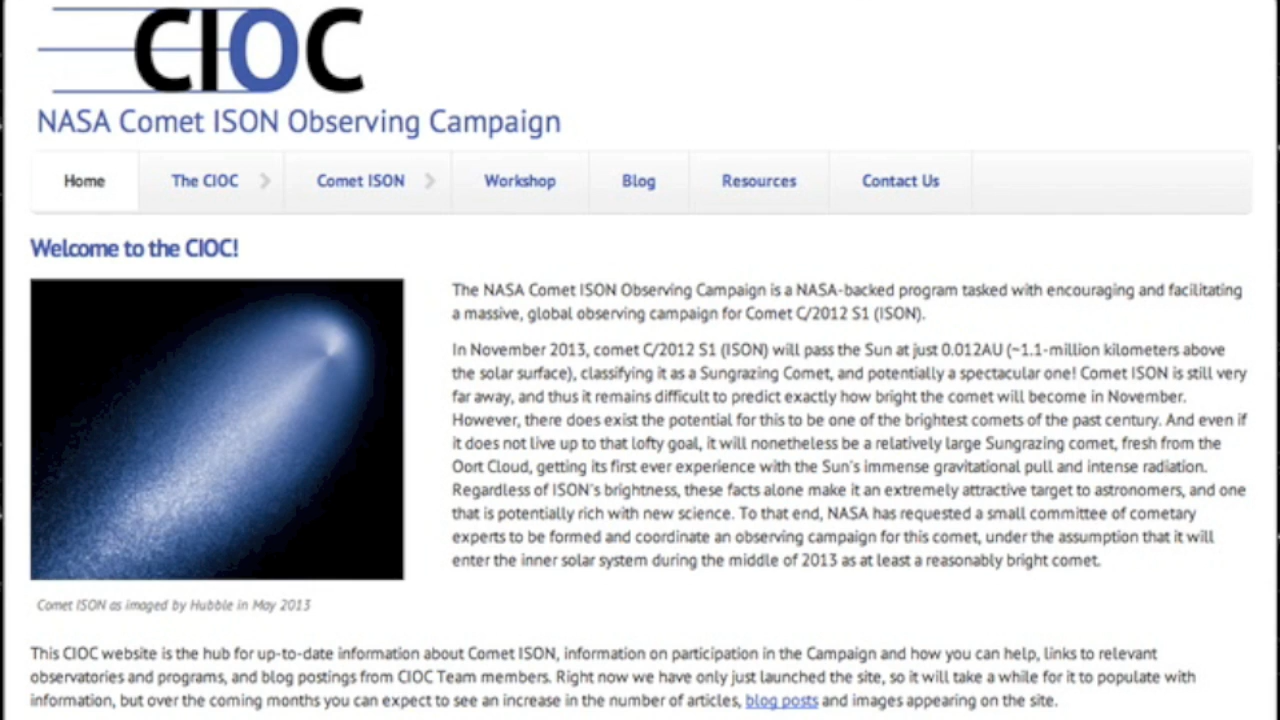 CIOC
NASA Comet ISON Observing Campaign
Home The CIOC Comet ISON Workshop Blog Resources Contact Us
Welcome to the CIOC!
The NASA Comet ISON Observing Campaign is a NASA-backed program tasked with encouraging and facilitating
a massive, global observing campaign for Comet C/2012 S1 (ISON).
In November 2013, comet C/2012 S1 (ISON) will pass the Sun at just 0.012AU (~1.1-million kilometers above
the solar surface), classifying it as a Sungrazing Comet, and potentially a spectacular one! Comet ISON is still very
far away, and thus it remains difficult to predict exactly how bright the comet will become in November.
However, there does exist the potential for this to be one of the brightest comets of the past century. And even if
it does not live up to that lofty goal, it will nonetheless be a relatively large Sungrazing comet, fresh from the
Oort Cloud, getting its first ever experience with the Sun's immense gravitational pull and intense radiation.
Regardless of ISON's brightness, these facts alone make it an extremely attractive target to astronomers, and one
that is potentially rich with new science. To that end, NASA has requested a small committee of cometary
experts to be formed and coordinate an observing campaign for this comet, under the assumption that it will
enter the inner solar system during the middle of 2013 as at least a reasonably bright comet.
Comet ISON as imaged by Hubble in May 2013
This CIOC website is the hub for up-to-date information about Comet ISON, information on participation in the Campaign and how you can help, links to relevant
observatories and programs, and blog postings from CIOC Team members. Right now we have only just launched the site, so it will take a while for it to populate with
information, but over the coming months you can expect to see an increase in the number of articles, blog posts and images appearing on the site.